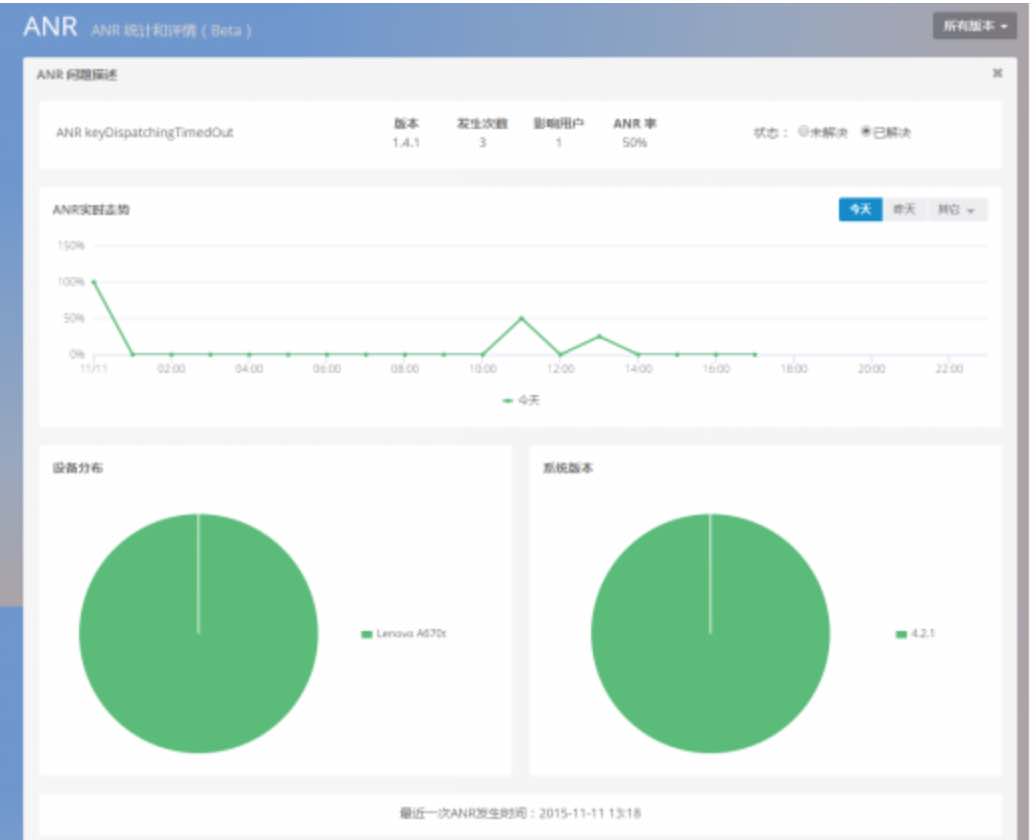 ANR ANR 统计和详情 ( Beta )
所有版本
ANR 问题描述
版本 发生次数 影响用户 ANR 率
ANR keyDispatchingTimedOut
状态： 未解决 已解决
1.4.1 3 1 50%
ANR实时走势
今天 昨天 其它
150%
100%
50%
0%
11/11 02:00 04:00 06:00 08:00 10:00 12:00 14:00 16:00 18:00 20:00 22:00
今天
设备分布
系统版本
Lenovo A670t
4.2.1
最近一次ANR发生时间：2015-11-11 13:18